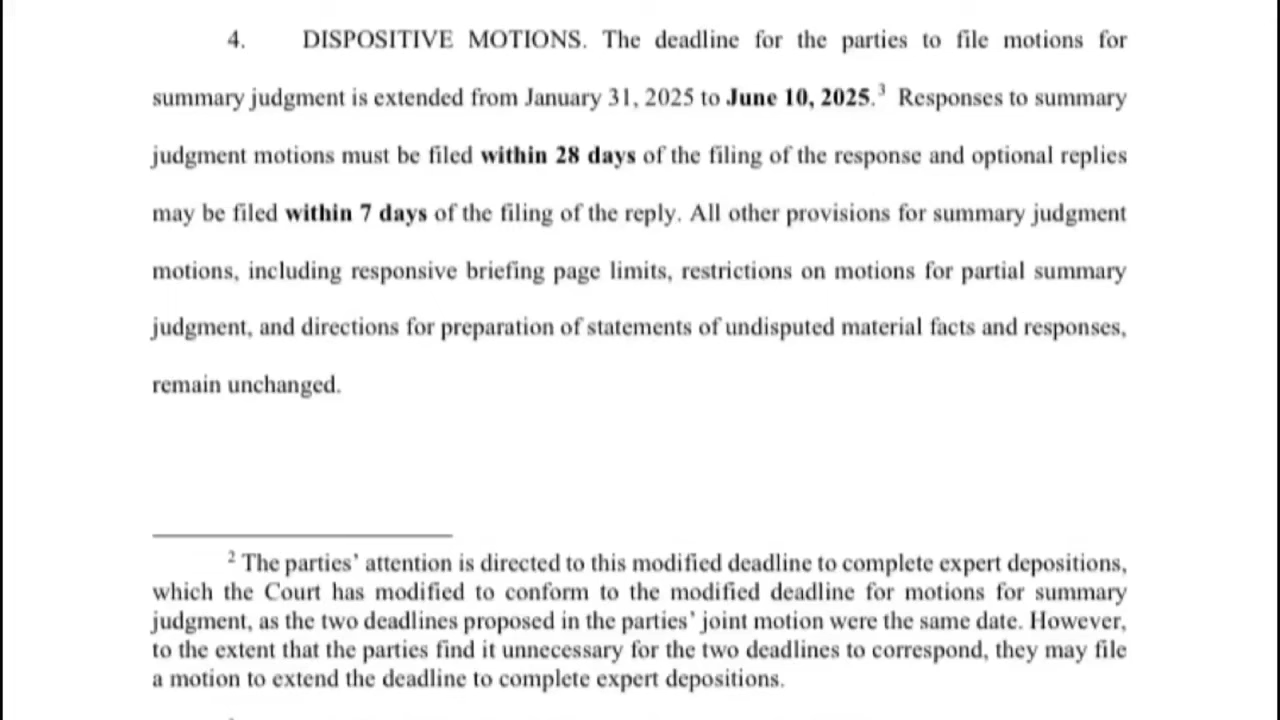 4. DISPOSITIVE MOTIONS. The deadline for the parties to file motions for
summary judgment is extended from January 31, 2025 to June 10, 2025.³ Responses to summary
judgment motions must be filed within 28 days of the filing of the response and optional replies
may be filed within 7 days of the filing of the reply. All other provisions for summary judgment
motions, including responsive briefing page limits, restrictions on motions for partial summary
judgment, and directions for preparation of statements of undisputed material facts and responses,
remain unchanged.
² The parties’ attention is directed to this modified deadline to complete expert depositions,
which the Court has modified to conform to the modified deadline for motions for summary
judgment, as the two deadlines proposed in the parties’ joint motion were the same date. However,
to the extent that the parties find it unnecessary for the two deadlines to correspond, they may file
a motion to extend the deadline to complete expert depositions.